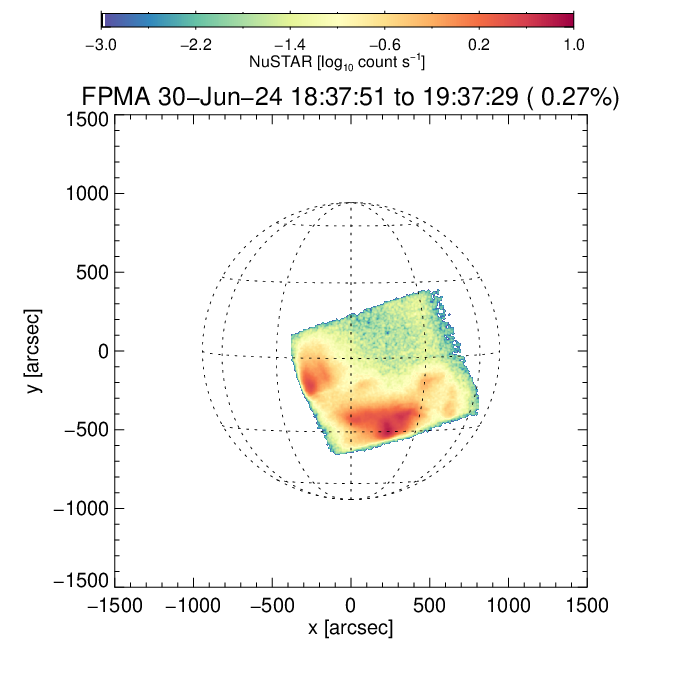 −3.0 −2.2 −1.4 −0.6 0.2 1.0
NuSTAR [log₁₀ count s⁻¹]
FPMA 30−Jun−24 18:37:51 to 19:37:29 ( 0.27%)
1500
1000
500
0
−500
−1000
−1500
y [arcsec]
−1500 −1000 −500 0 500 1000 1500
x [arcsec]